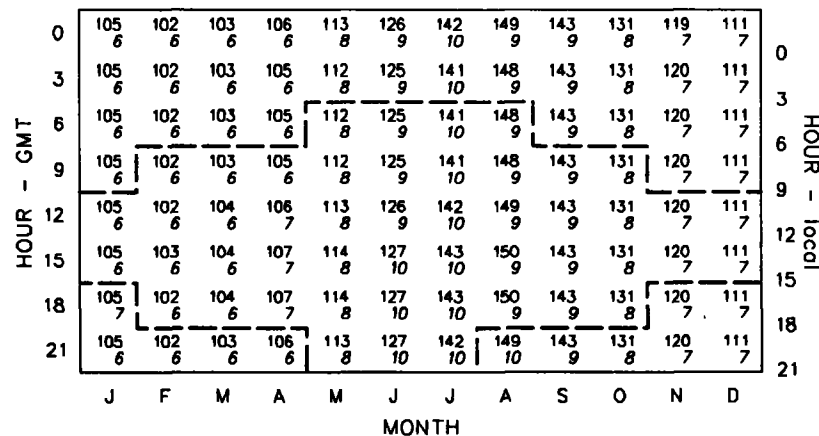 0 105 102 103 106 113 126 142 149 143 131 119 111
6 6 6 6 8 9 10 9 9 8 7 7 0
3 105 102 103 105 112 125 141 148 143 131 120 111
6 6 6 6 8 9 10 9 9 8 7 7 3
6 105 102 103 105 112 125 141 148 143 131 120 111
6 6 6 6 8 9 10 9 9 8 7 7 6
9 105 102 103 105 112 125 141 148 143 131 120 111
6 6 6 6 8 9 10 9 9 8 7 7 9
12 105 102 104 106 113 126 142 149 143 131 120 111
6 6 6 7 8 9 10 9 9 8 7 7 12
15 105 103 104 107 114 127 143 150 143 131 120 111
6 6 6 7 8 10 10 9 9 8 7 7 15
18 105 102 104 107 114 127 143 150 143 131 120 111
7 6 6 7 8 10 10 9 9 8 7 7 18
21 105 102 103 106 113 127 142 149 143 131 120 111
6 6 6 6 8 10 10 10 9 8 7 7 21
J F M A M J J A S O N D
MONTH
HOUR - GMT
HOUR - local